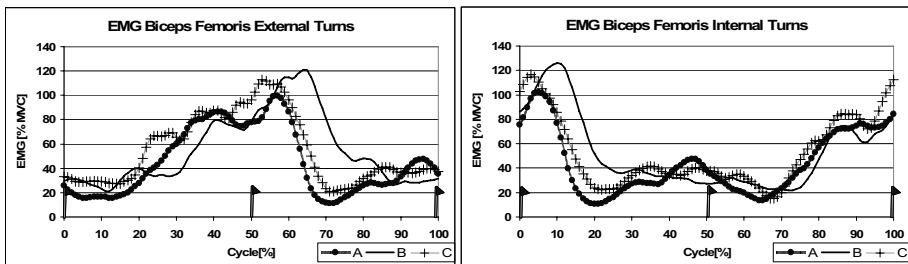 EMG Biceps Femoris External Turns
EMG [% MVC]
140
120
100
80
60
40
20
0
0 10 20 30 40 50 60 70 80 90 100
Cycle[%]
A B C
EMG Biceps Femoris Internal Turns
EMG [% MVC]
140
120
100
80
60
40
20
0
0 10 20 30 40 50 60 70 80 90 100
Cycle[%]
A B C